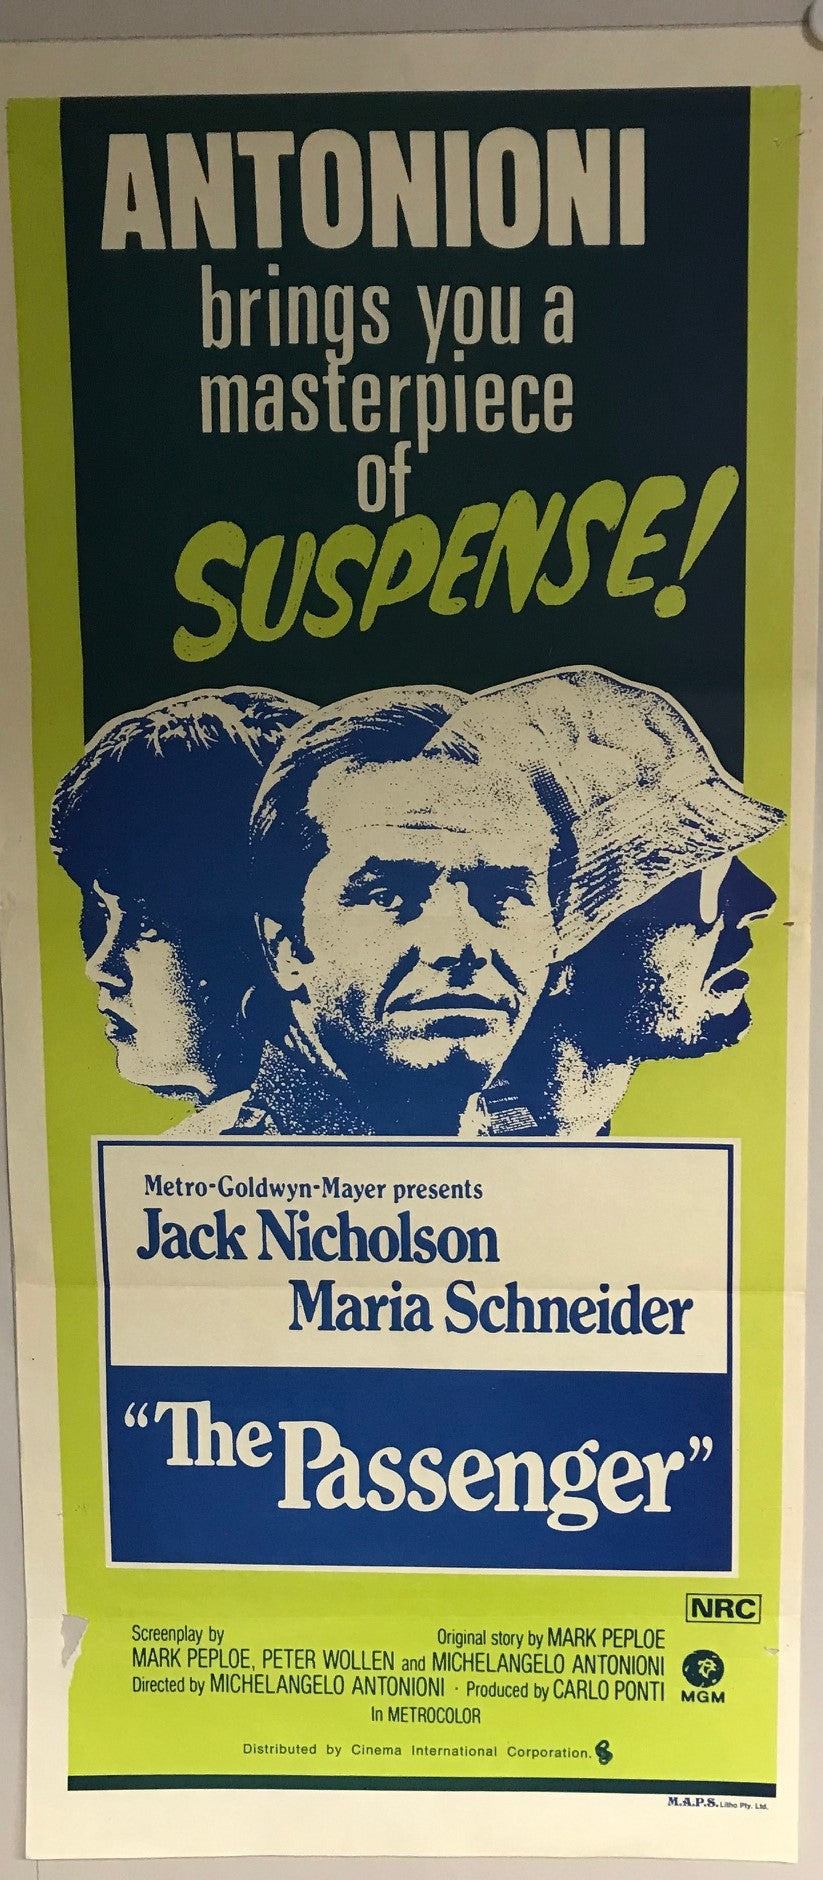 ANTONIONI
brings you a
masterpiece
of
SUSPENSE!
Metro-Goldwyn-Mayer presents
Jack Nicholson
Maria Schneider
"The Passenger"
NRC
Screenplay by Original story by MARK PEPLOE
MARK PEPLOE, PETER WOLLEN and MICHELANGELO ANTONIONI
Directed by MICHELANGELO ANTONIONI · Produced by CARLO PONTI
MGM
In METROCOLOR
Distributed by Cinema International Corporation.
M.A.P.S. Litho Pty. Ltd.